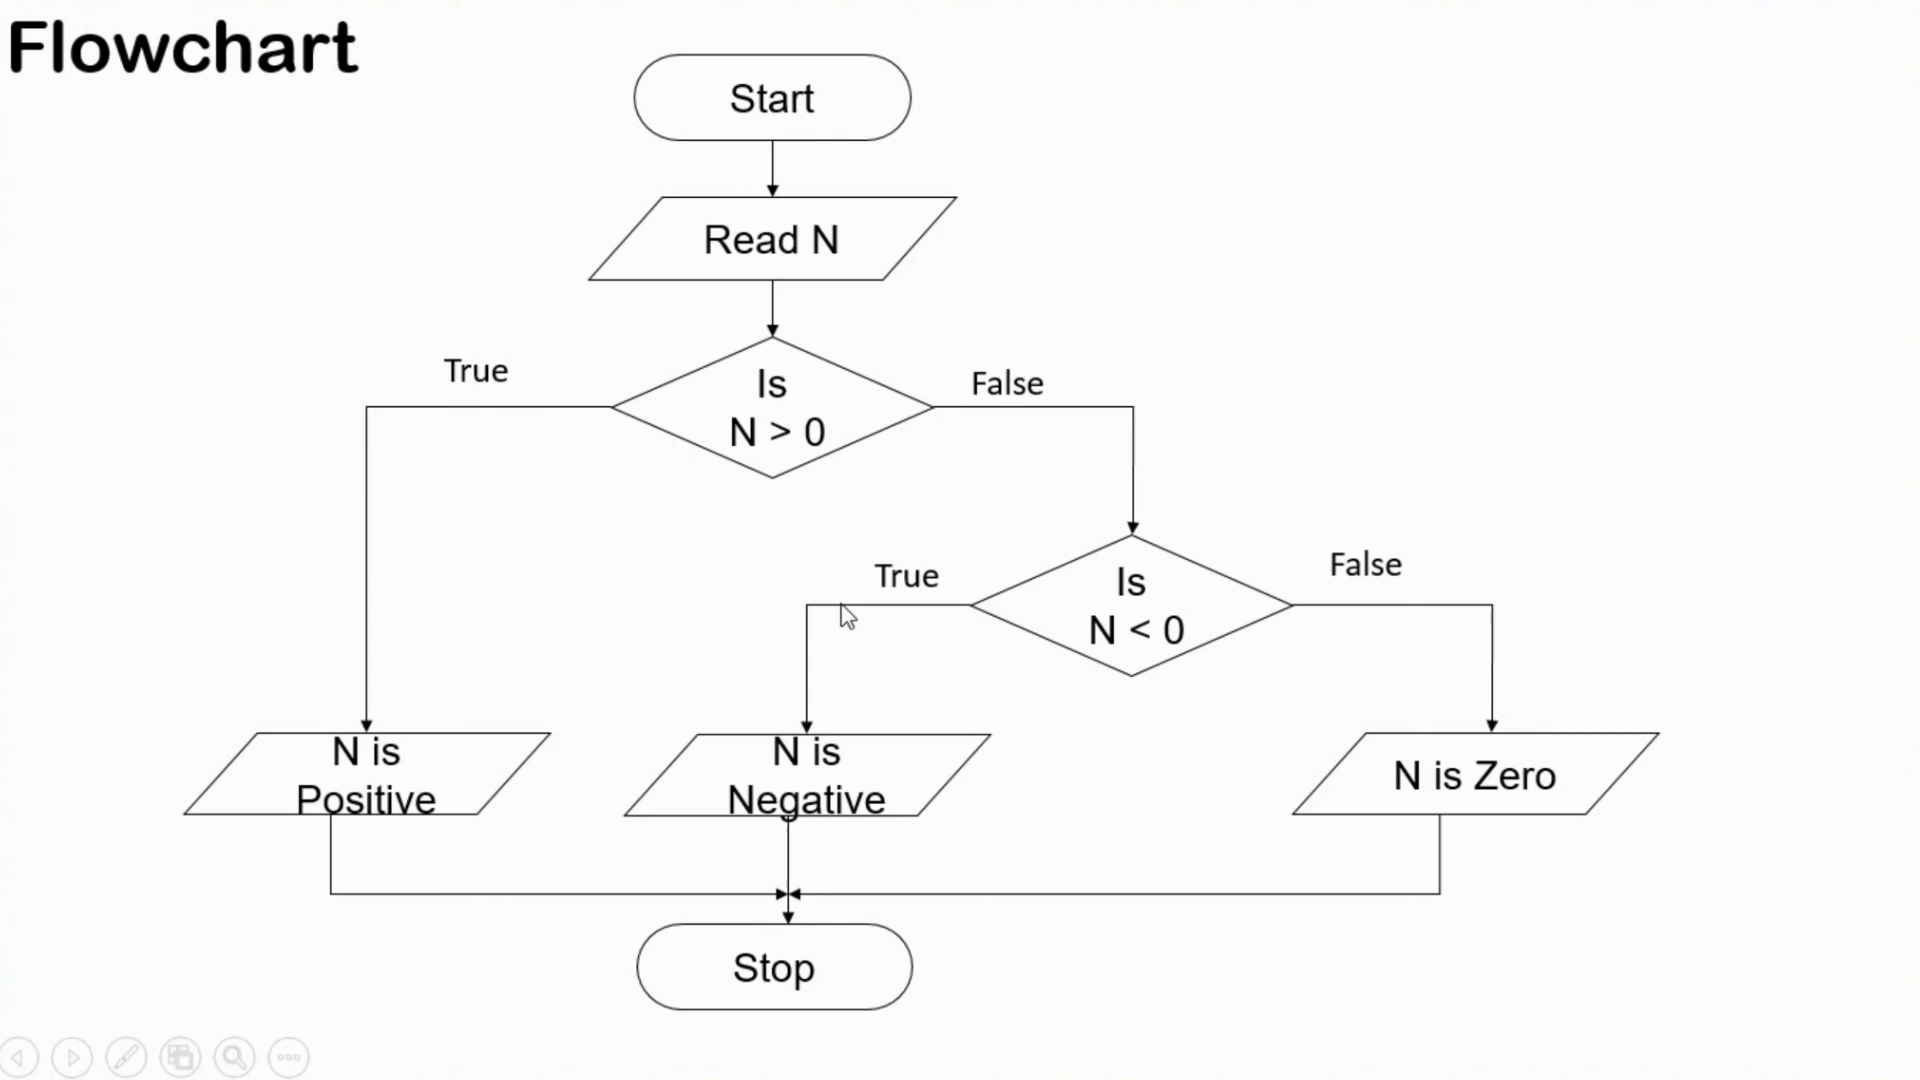 Flowchart
Start
Read N
True
False
Is
N > 0
True
False
Is
N < 0
N is
Positive
N is
Negative
N is Zero
Stop